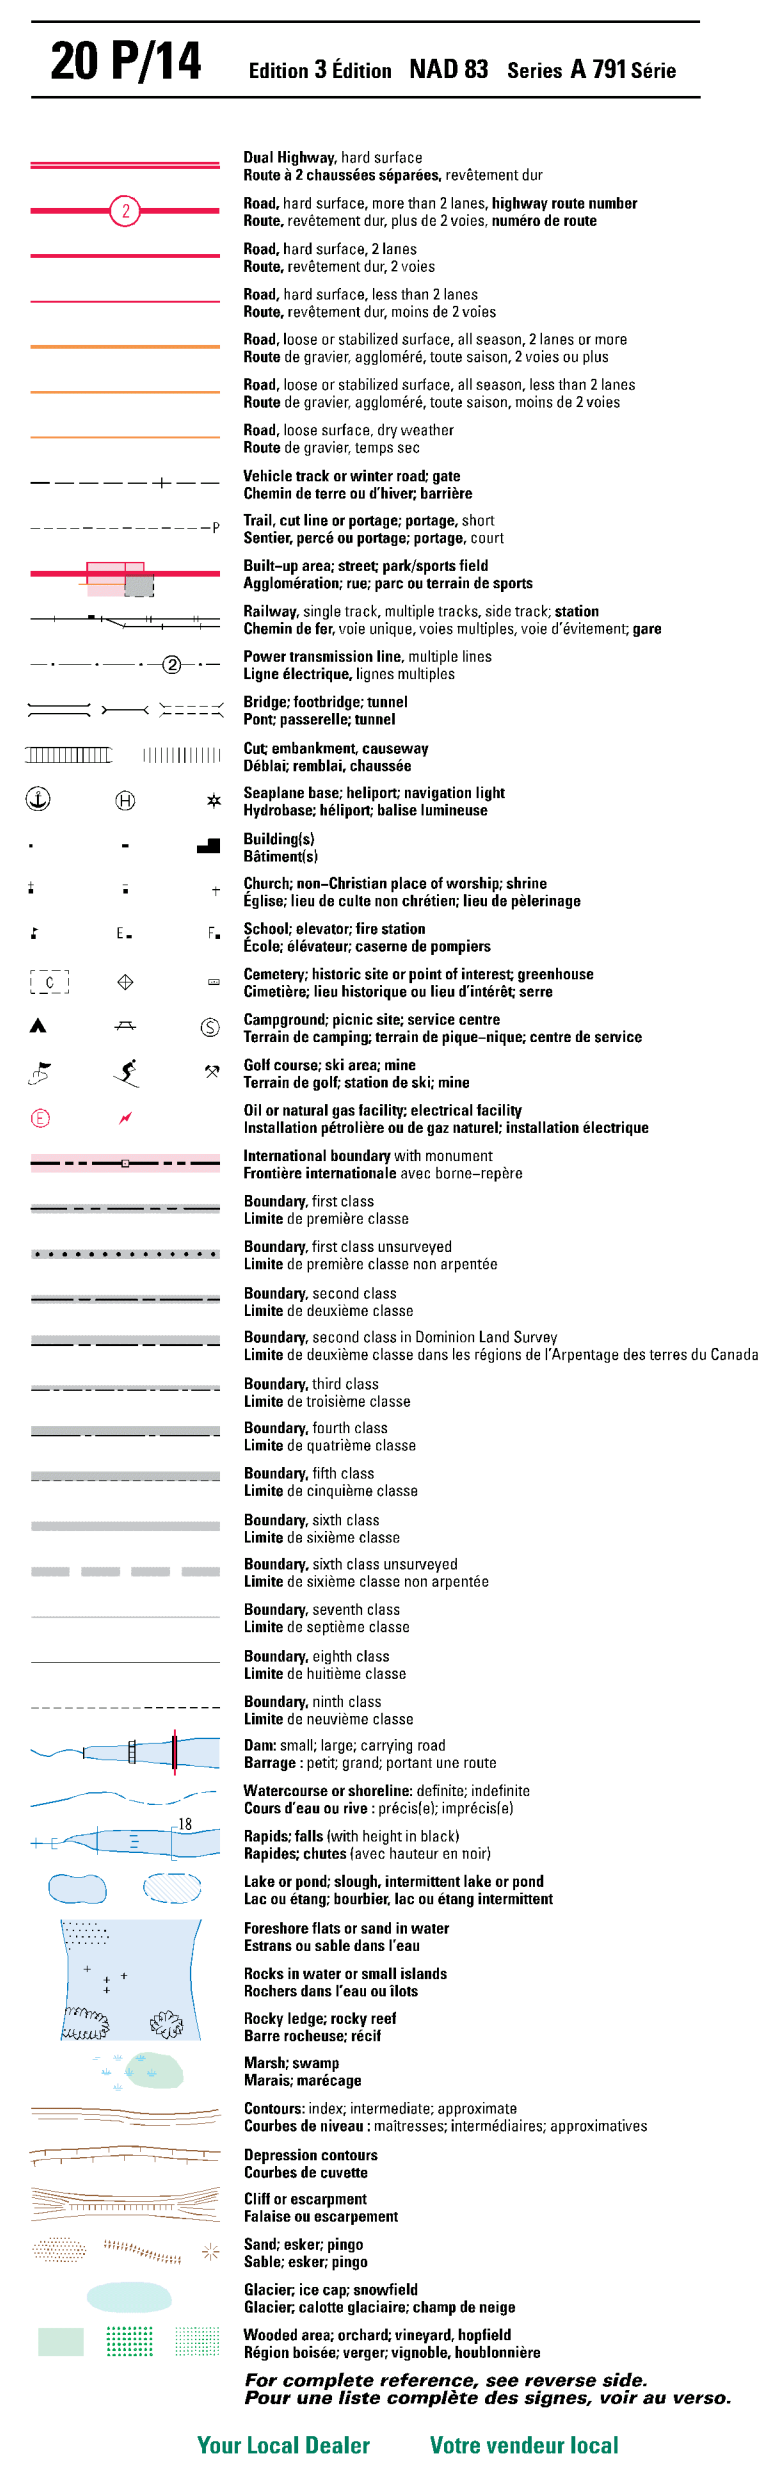 20 P/14 Edition 3 Édition NAD 83 Series A 791 Série
Dual Highway, hard surface
Route à 2 chaussées séparées, revêtement dur
2
Road, hard surface, more than 2 lanes, highway route number
Route, revêtement dur, plus de 2 voies, numéro de route
Road, hard surface, 2 lanes
Route, revêtement dur, 2 voies
Road, hard surface, less than 2 lanes
Route, revêtement dur, moins de 2 voies
Road, loose or stabilized surface, all season, 2 lanes or more
Route de gravier, aggloméré, toute saison, 2 voies ou plus
Road, loose or stabilized surface, all season, less than 2 lanes
Route de gravier, aggloméré, toute saison, moins de 2 voies
Road, loose surface, dry weather
Route de gravier, temps sec
Vehicle track or winter road; gate
Chemin de terre ou d'hiver; barrière
P
Trail, cut line or portage; portage, short
Sentier, percé ou portage; portage, court
Built-up area; street; park/sports field
Agglomération; rue; parc ou terrain de sports
Railway, single track, multiple tracks, side track; station
Chemin de fer, voie unique, voies multiples, voie d'évitement; gare
2
Power transmission line, multiple lines
Ligne électrique, lignes multiples
Bridge; footbridge; tunnel
Pont; passerelle; tunnel
Cut; embankment, causeway
Déblai; remblai, chaussée
H
Seaplane base; heliport; navigation light
Hydrobase; héliport; balise lumineuse
Building(s)
Bâtiment(s)
Church; non-Christian place of worship; shrine
Église; lieu de culte non chrétien; lieu de pèlerinage
E F
School; elevator; fire station
École; élévateur; caserne de pompiers
C
Cemetery; historic site or point of interest; greenhouse
Cimetière; lieu historique ou lieu d'intérêt; serre
S
Campground; picnic site; service centre
Terrain de camping; terrain de pique-nique; centre de service
Golf course; ski area; mine
Terrain de golf; station de ski; mine
E
Oil or natural gas facility; electrical facility
Installation pétrolière ou de gaz naturel; installation électrique
International boundary with monument
Frontière internationale avec borne-repère
Boundary, first class
Limite de première classe
Boundary, first class unsurveyed
Limite de première classe non arpentée
Boundary, second class
Limite de deuxième classe
Boundary, second class in Dominion Land Survey
Limite de deuxième classe dans les régions de l'Arpentage des terres du Canada
Boundary, third class
Limite de troisième classe
Boundary, fourth class
Limite de quatrième classe
Boundary, fifth class
Limite de cinquième classe
Boundary, sixth class
Limite de sixième classe
Boundary, sixth class unsurveyed
Limite de sixième classe non arpentée
Boundary, seventh class
Limite de septième classe
Boundary, eighth class
Limite de huitième classe
Boundary, ninth class
Limite de neuvième classe
Dam: small; large; carrying road
Barrage : petit; grand; portant une route
Watercourse or shoreline: definite; indefinite
Cours d'eau ou rive : précis(e); imprécis(e)
18
Rapids; falls (with height in black)
Rapides; chutes (avec hauteur en noir)
Lake or pond; slough, intermittent lake or pond
Lac ou étang; bourbier, lac ou étang intermittent
Foreshore flats or sand in water
Estrans ou sable dans l'eau
Rocks in water or small islands
Rochers dans l'eau ou îlots
Rocky ledge; rocky reef
Barre rocheuse; récif
Marsh; swamp
Marais; marécage
Contours: index; intermediate; approximate
Courbes de niveau : maîtresses; intermédiaires; approximatives
Depression contours
Courbes de cuvette
Cliff or escarpment
Falaise ou escarpement
Sand; esker; pingo
Sable; esker; pingo
Glacier; ice cap; snowfield
Glacier; calotte glaciaire; champ de neige
Wooded area; orchard; vineyard, hopfield
Région boisée; verger; vignoble, houblonnière
For complete reference, see reverse side.
Pour une liste complète des signes, voir au verso.
Your Local Dealer Votre vendeur local